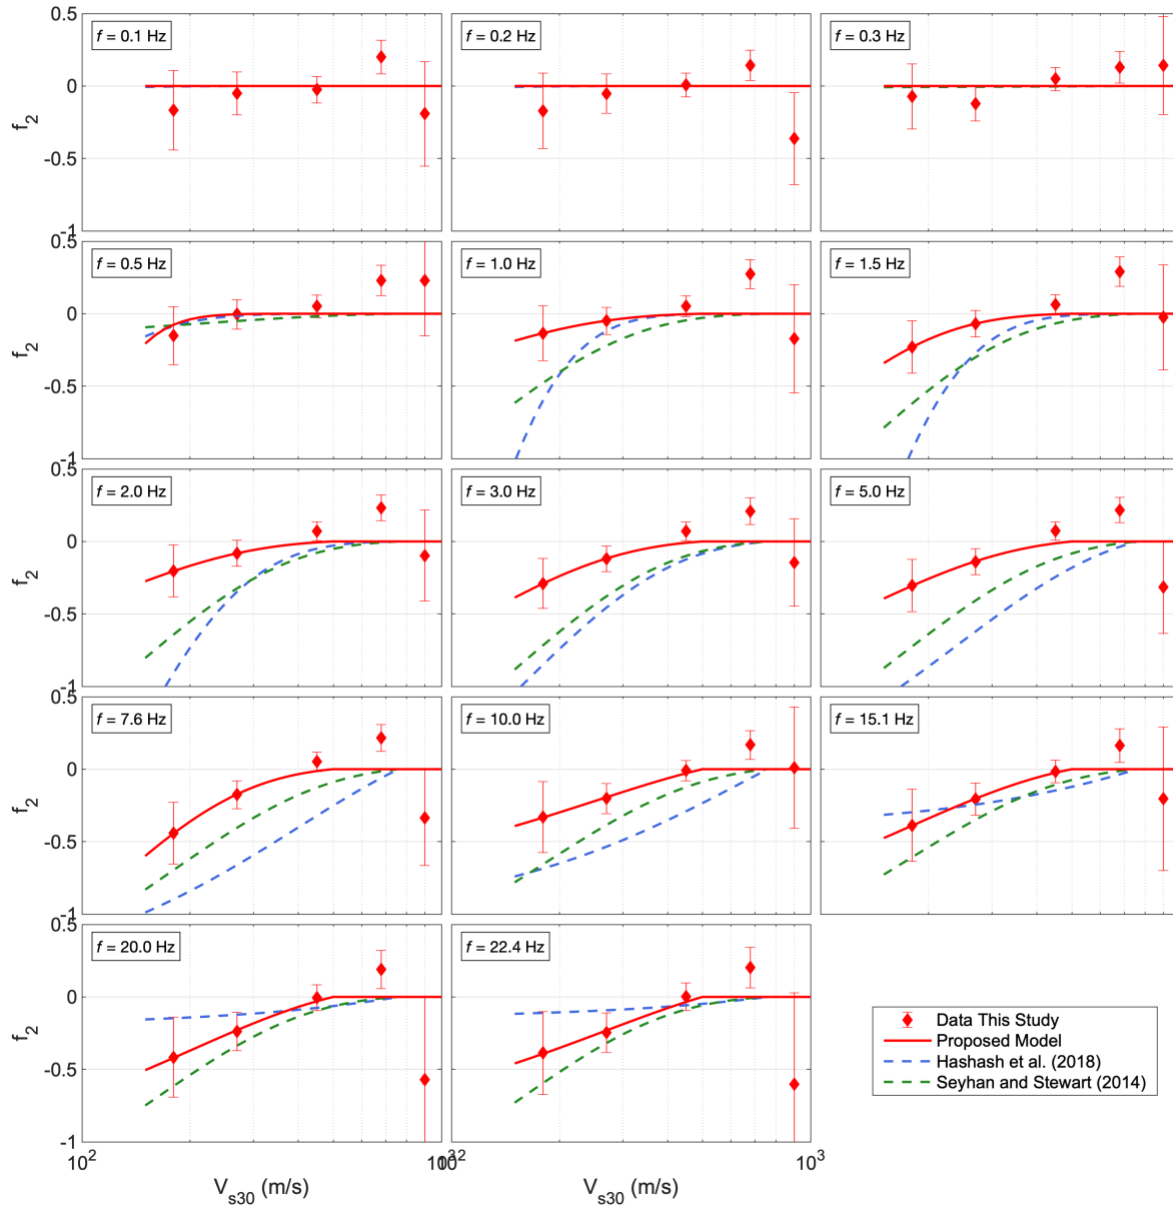 0.5
f = 0.1 Hz
f = 0.2 Hz
f = 0.3 Hz
0
f2
-0.5
-1
0.5
f = 0.5 Hz
f = 1.0 Hz
f = 1.5 Hz
0
f2
-0.5
-1
0.5
f = 2.0 Hz
f = 3.0 Hz
f = 5.0 Hz
0
f2
-0.5
-1
0.5
f = 7.6 Hz
f = 10.0 Hz
f = 15.1 Hz
0
f2
-0.5
-1
0.5
f = 20.0 Hz
f = 22.4 Hz
0
f2
-0.5
-1
Data This Study
Proposed Model
Hashash et al. (2018)
Seyhan and Stewart (2014)
10^2
10^3
10^2
10^3
Vs30 (m/s)
Vs30 (m/s)